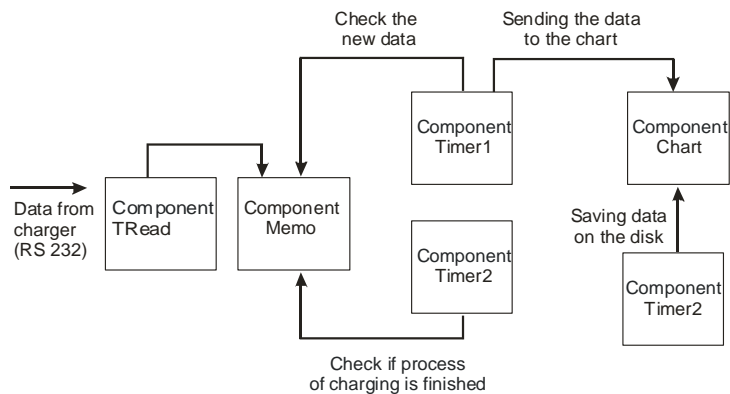 Check the
new data
Sending the data
to the chart
Component
Timer1
Component
Chart
Data from
charger
(RS 232)
Component
TRead
Component
Memo
Component
Timer2
Saving data
on the disk
Component
Timer2
Check if process
of charging is finished